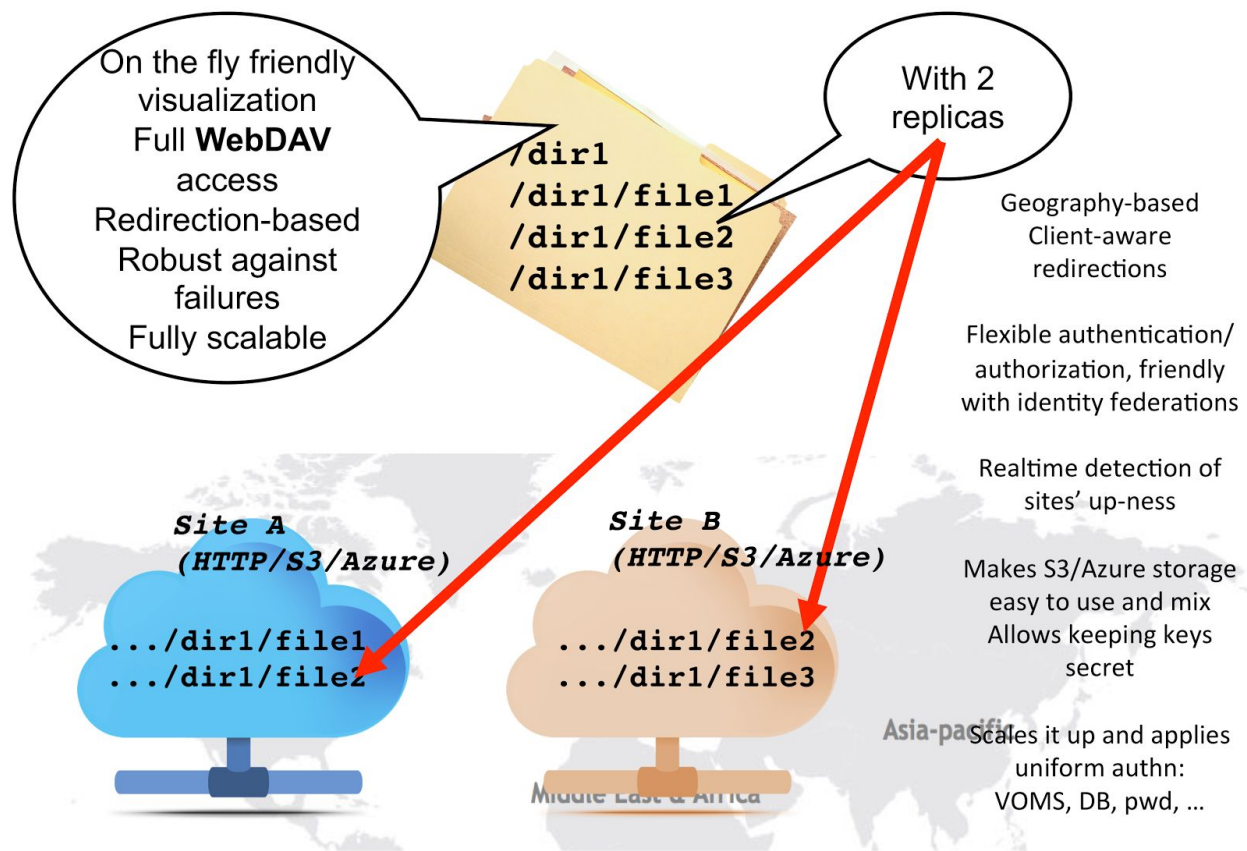 On the fly friendly
visualization
Full WebDAV
access
Redirection-based
Robust against
failures
Fully scalable
/dir1
/dir1/file1
/dir1/file2
/dir1/file3
With 2
replicas
Geography-based
Client-aware
redirections
Flexible authentication/
authorization, friendly
with identity federations
Realtime detection of
sites’ up-ness
Makes S3/Azure storage
easy to use and mix
Allows keeping keys
secret
Scales it up and applies
uniform authn:
VOMS, DB, pwd, …
Site A
(HTTP/S3/Azure)
.../dir1/file1
.../dir1/file2
Site B
(HTTP/S3/Azure)
.../dir1/file2
.../dir1/file3
Asia-pacific
Middle East & Africa